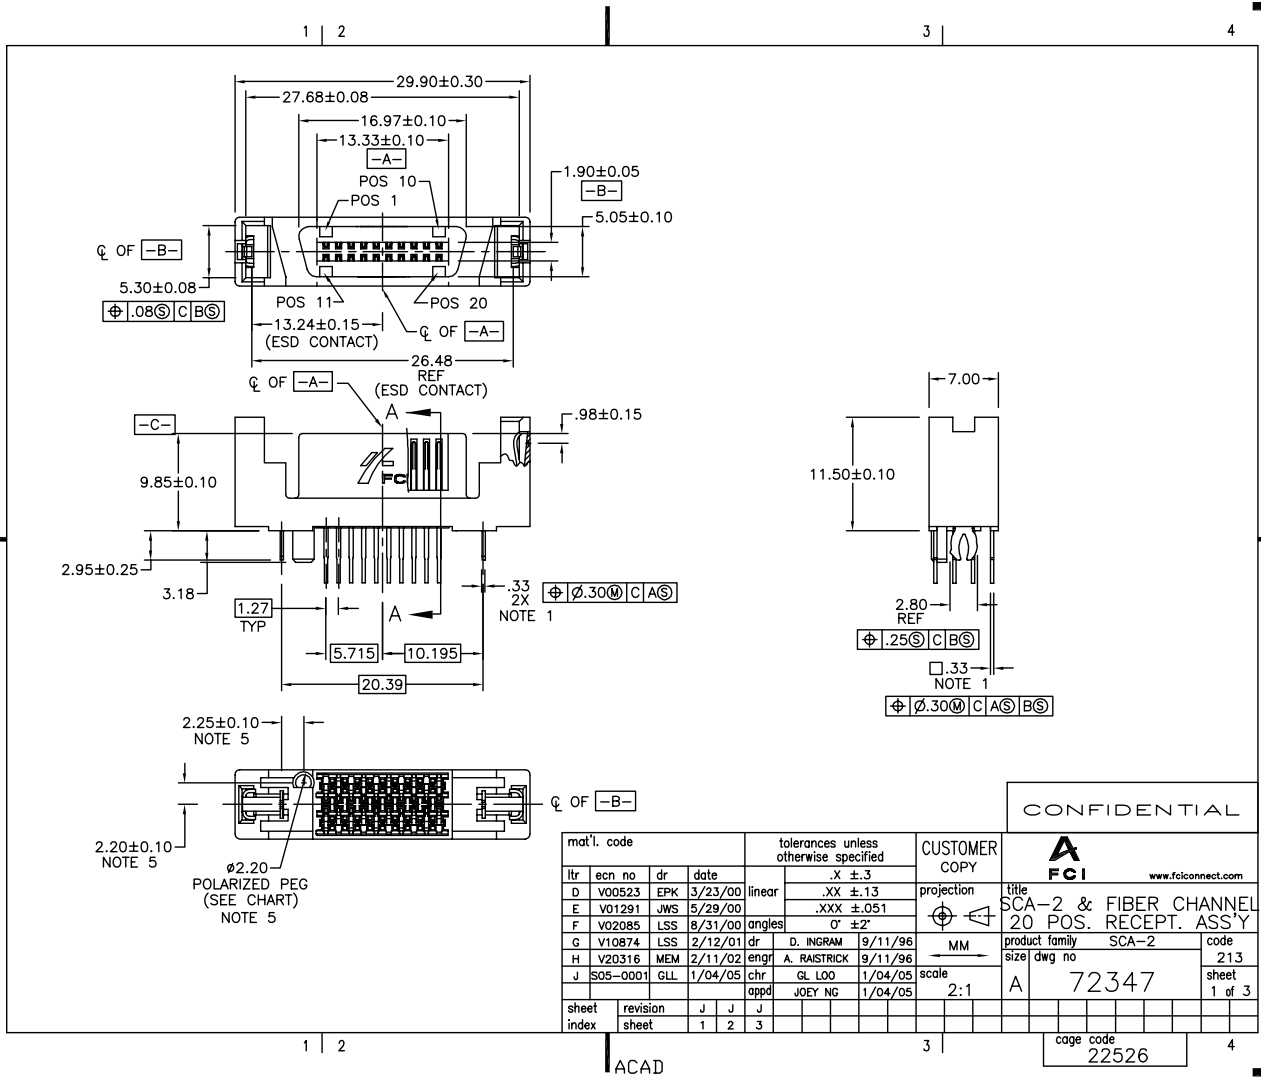 1 2 3 4
29.90±0.30
27.68±0.08
16.97±0.10
13.33±0.10
-A-
1.90±0.05
-B-
POS 10
POS 1
5.05±0.10
℄ OF -B-
5.30±0.08
⌖ .08Ⓢ C BⓈ
POS 11
POS 20
13.24±0.15
(ESD CONTACT)
℄ OF -A-
26.48
REF
(ESD CONTACT)
℄ OF -A-
A
.98±0.15
-C-
9.85±0.10
FCI
2.95±0.25
3.18
1.27
TYP
A
.33
2X
NOTE 1
⌖ Ø.30Ⓜ C AⓈ
5.715
10.195
20.39
7.00
11.50±0.10
2.80
REF
⌖ .25Ⓢ C BⓈ
□.33
NOTE 1
⌖ Ø.30Ⓜ C AⓈ BⓈ
2.25±0.10
NOTE 5
℄ OF -B-
2.20±0.10
NOTE 5
ø2.20
POLARIZED PEG
(SEE CHART)
NOTE 5
CONFIDENTIAL
mat'l. code
tolerances unless
otherwise specified
CUSTOMER
COPY
FCI
www.fciconnect.com
ltr ecn no dr date
linear .X ±.3
.XX ±.13
.XXX ±.051
angles 0° ±2°
D V00523 EPK 3/23/00
E V01291 JWS 5/29/00
F V02085 LSS 8/31/00
G V10874 LSS 2/12/01
H V20316 MEM 2/11/02
J S05-0001 GLL 1/04/05
dr D. INGRAM 9/11/96
engr A. RAISTRICK 9/11/96
chr GL LOO 1/04/05
appd JOEY NG 1/04/05
projection
MM
scale
2:1
title
SCA-2 & FIBER CHANNEL
20 POS. RECEPT. ASS'Y
product family SCA-2
code
213
size
A
dwg no
72347
sheet
1 of 3
sheet revision J J J
index sheet 1 2 3
cage code
22526
1 2 3 4
ACAD